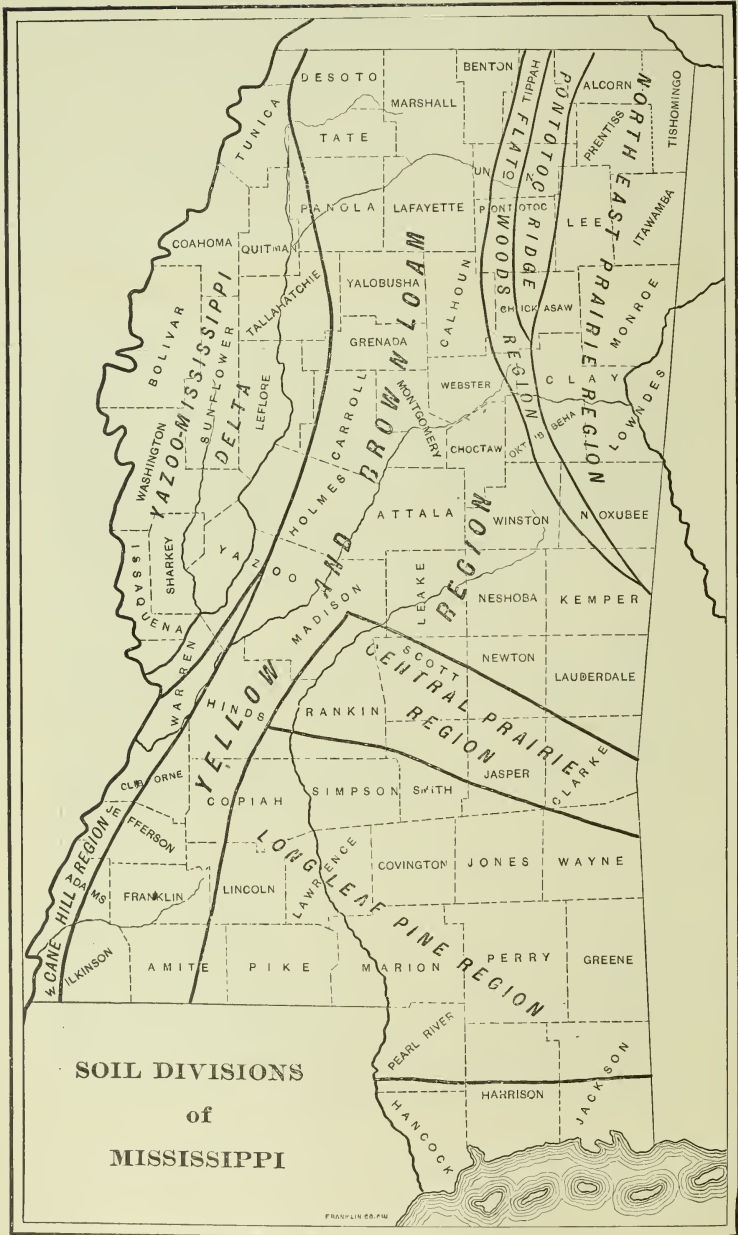 DESOTO
BENTON
TIPPAH
ALCORN
TISHOMINGO
MARSHALL
PRENTISS
TUNICA
TATE
UNION
PANOLA
LAFAYETTE
PONTOTOC
LEE
ITAWAMBA
COAHOMA
QUITMAN
YALOBUSHA
CALHOUN
CHICKASAW
MONROE
TALLAHATCHIE
BOLIVAR
SUNFLOWER
LEFLORE
GRENADA
WEBSTER
CLAY
LOWNDES
CARROLL
MONTGOMERY
CHOCTAW
OKTIBBEHA
WASHINGTON
HOLMES
ATTALA
WINSTON
NOXUBEE
ISSAQUENA
SHARKEY
YAZOO
LEAKE
NESHOBA
KEMPER
MADISON
WARREN
SCOTT
NEWTON
LAUDERDALE
HINDS
RANKIN
JASPER
CLARKE
CLIBORNE
COPIAH
SIMPSON
SMITH
JEFFERSON
LAWRENCE
COVINGTON
JONES
WAYNE
ADAMS
FRANKLIN
LINCOLN
WILKINSON
AMITE
PIKE
MARION
PERRY
GREENE
PEARL RIVER
HARRISON
JACKSON
HANCOCK
YAZOO-MISSISSIPPI
DELTA
FLATWOODS REGION
PONTOTOC RIDGE
NORTH EAST PRAIRIE REGION
YELLOW AND BROWN LOAM
REGION
CENTRAL PRAIRIE
REGION
LONG LEAF PINE REGION
CANE HILL REGION
SOIL DIVISIONS
of
MISSISSIPPI